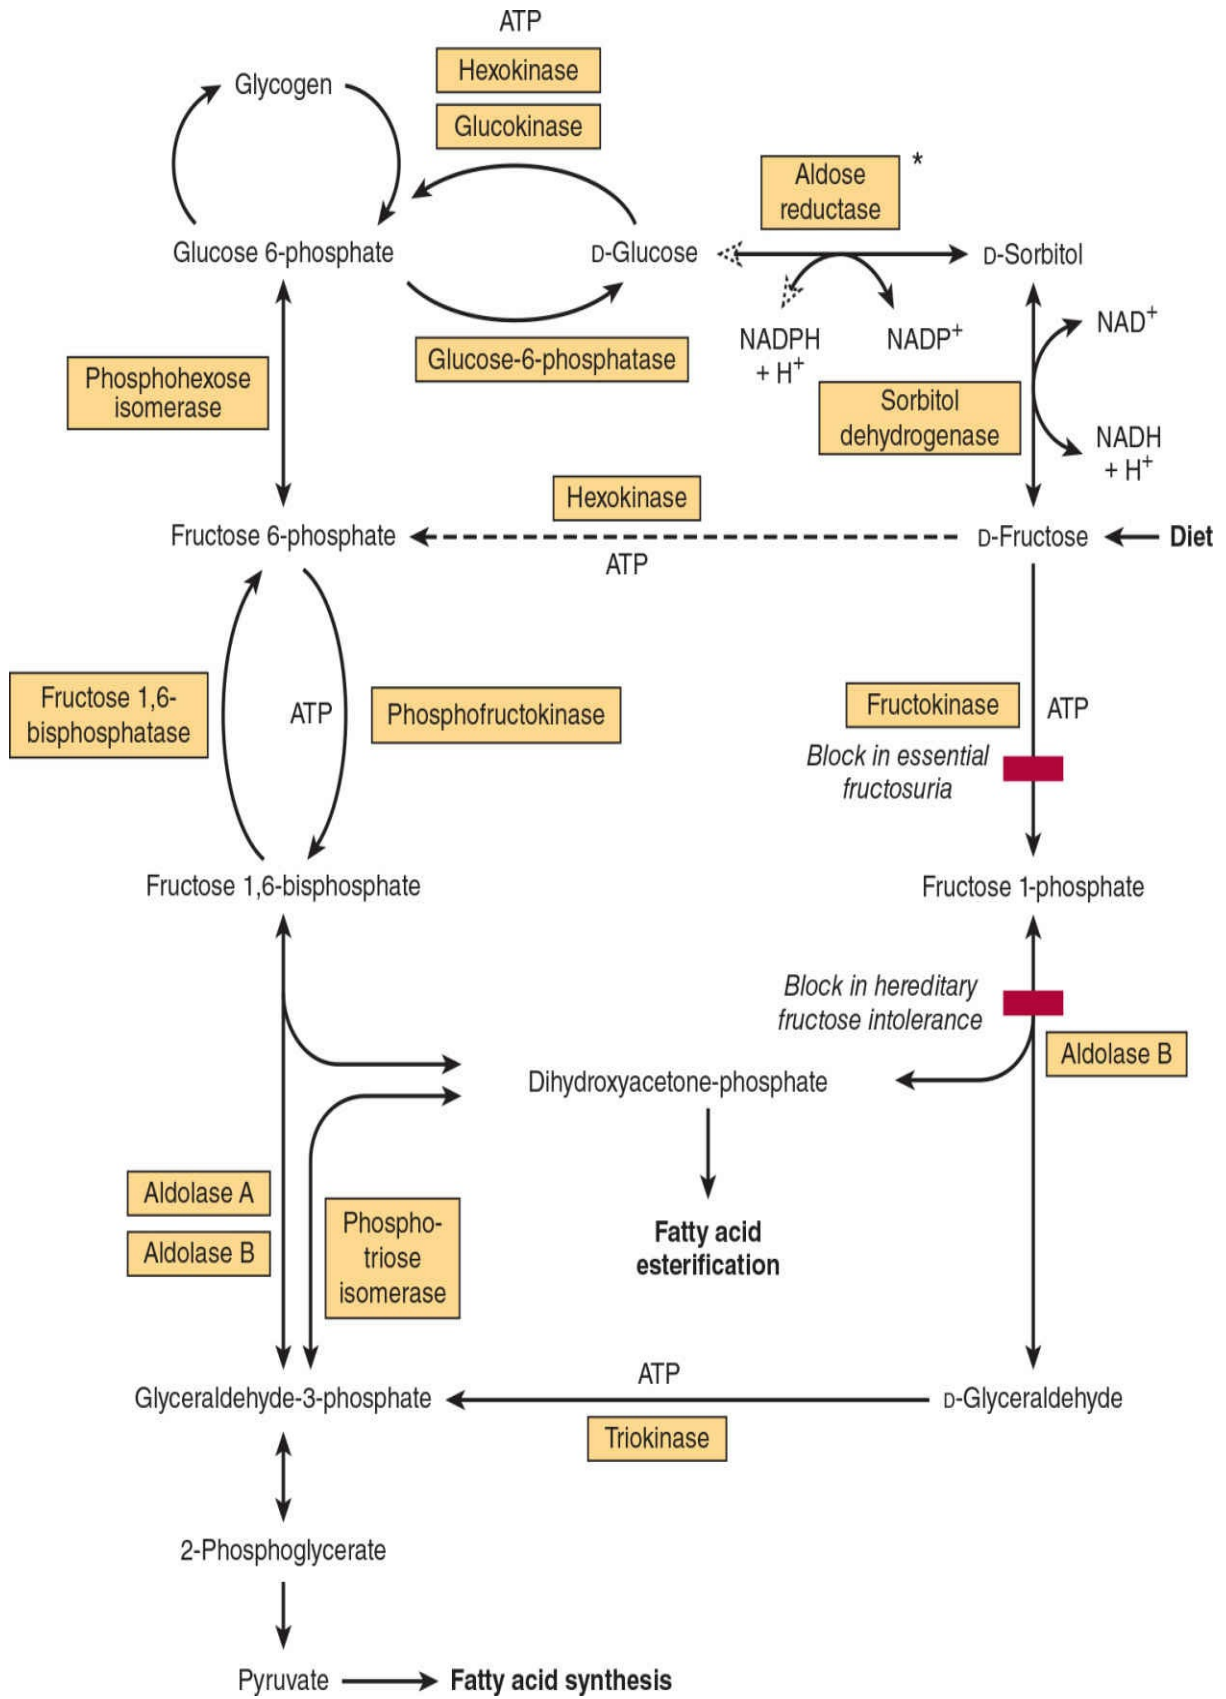 ATP
Hexokinase
Glycogen
Glucokinase
Aldose
reductase
*
Glucose 6-phosphate
D-Glucose
D-Sorbitol
NADPH
+ H+
NADP+
NAD+
Glucose-6-phosphatase
Phosphohexose
isomerase
Sorbitol
dehydrogenase
NADH
+ H+
Hexokinase
Fructose 6-phosphate
ATP
D-Fructose
Diet
Fructose 1,6-
bisphosphatase
ATP
Phosphofructokinase
Fructokinase
ATP
Block in essential
fructosuria
Fructose 1,6-bisphosphate
Fructose 1-phosphate
Block in hereditary
fructose intolerance
Aldolase B
Dihydroxyacetone-phosphate
Aldolase A
Aldolase B
Phospho-
triose
isomerase
Fatty acid
esterification
Glyceraldehyde-3-phosphate
ATP
Triokinase
D-Glyceraldehyde
2-Phosphoglycerate
Pyruvate
Fatty acid synthesis